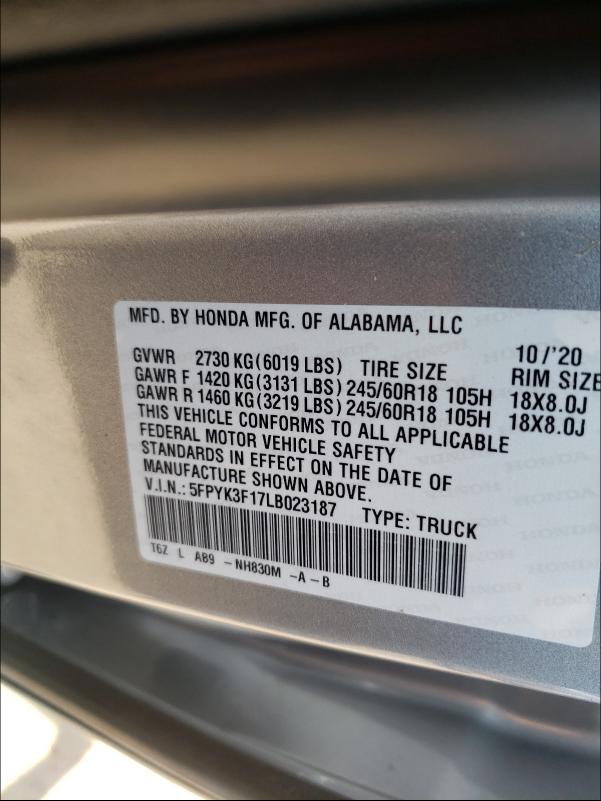 MFD. BY HONDA MFG. OF ALABAMA, LLC
10/'20
GVWR 2730 KG(6019 LBS) TIRE SIZE RIM SIZE
GAWR F 1420 KG(3131 LBS) 245/60R18 105H 18X8.0J
GAWR R 1460 KG(3219 LBS) 245/60R18 105H 18X8.0J
THIS VEHICLE CONFORMS TO ALL APPLICABLE
FEDERAL MOTOR VEHICLE SAFETY
STANDARDS IN EFFECT ON THE DATE OF
MANUFACTURE SHOWN ABOVE.
V.I.N.: 5FPYK3F17LB023187 TYPE: TRUCK
T6Z L AB9 -NH830M -A-B